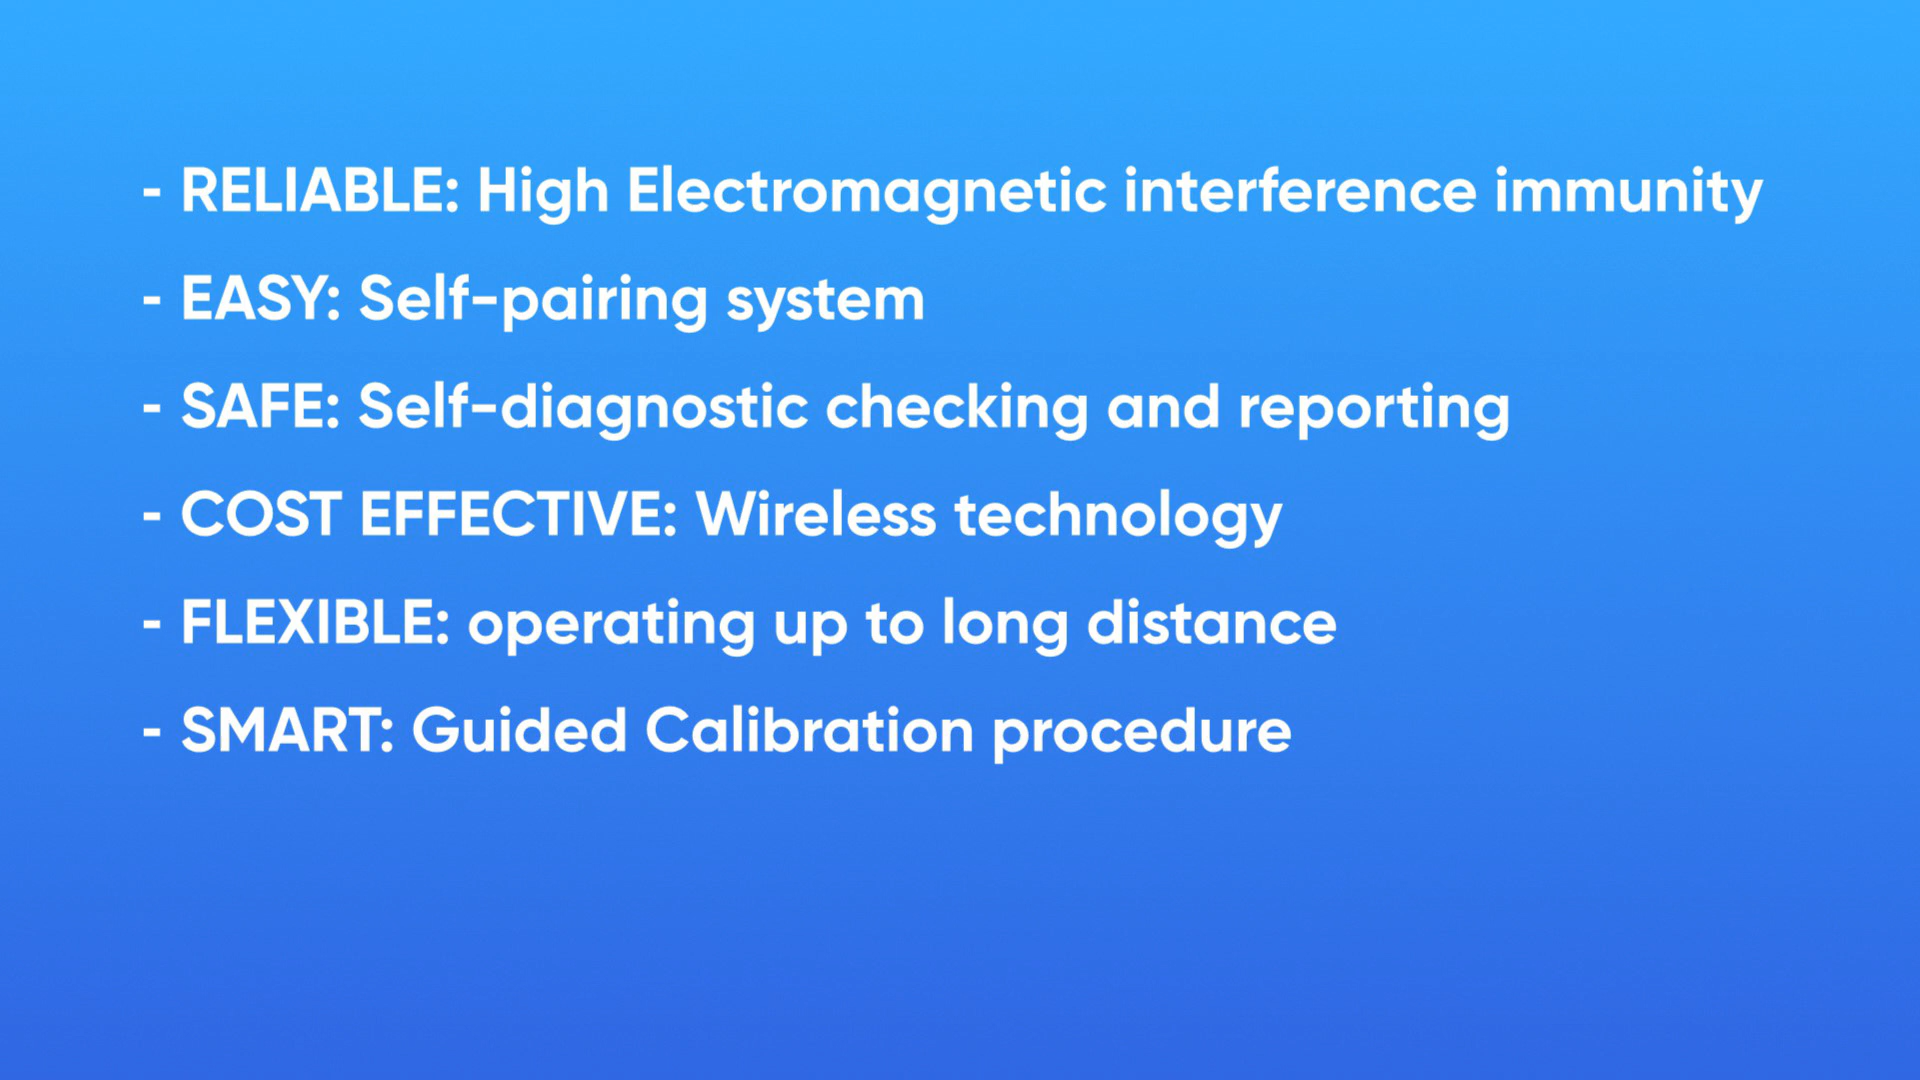 - RELIABLE: High Electromagnetic interference immunity
- EASY: Self-pairing system
- SAFE: Self-diagnostic checking and reporting
- COST EFFECTIVE: Wireless technology
- FLEXIBLE: operating up to long distance
- SMART: Guided Calibration procedure